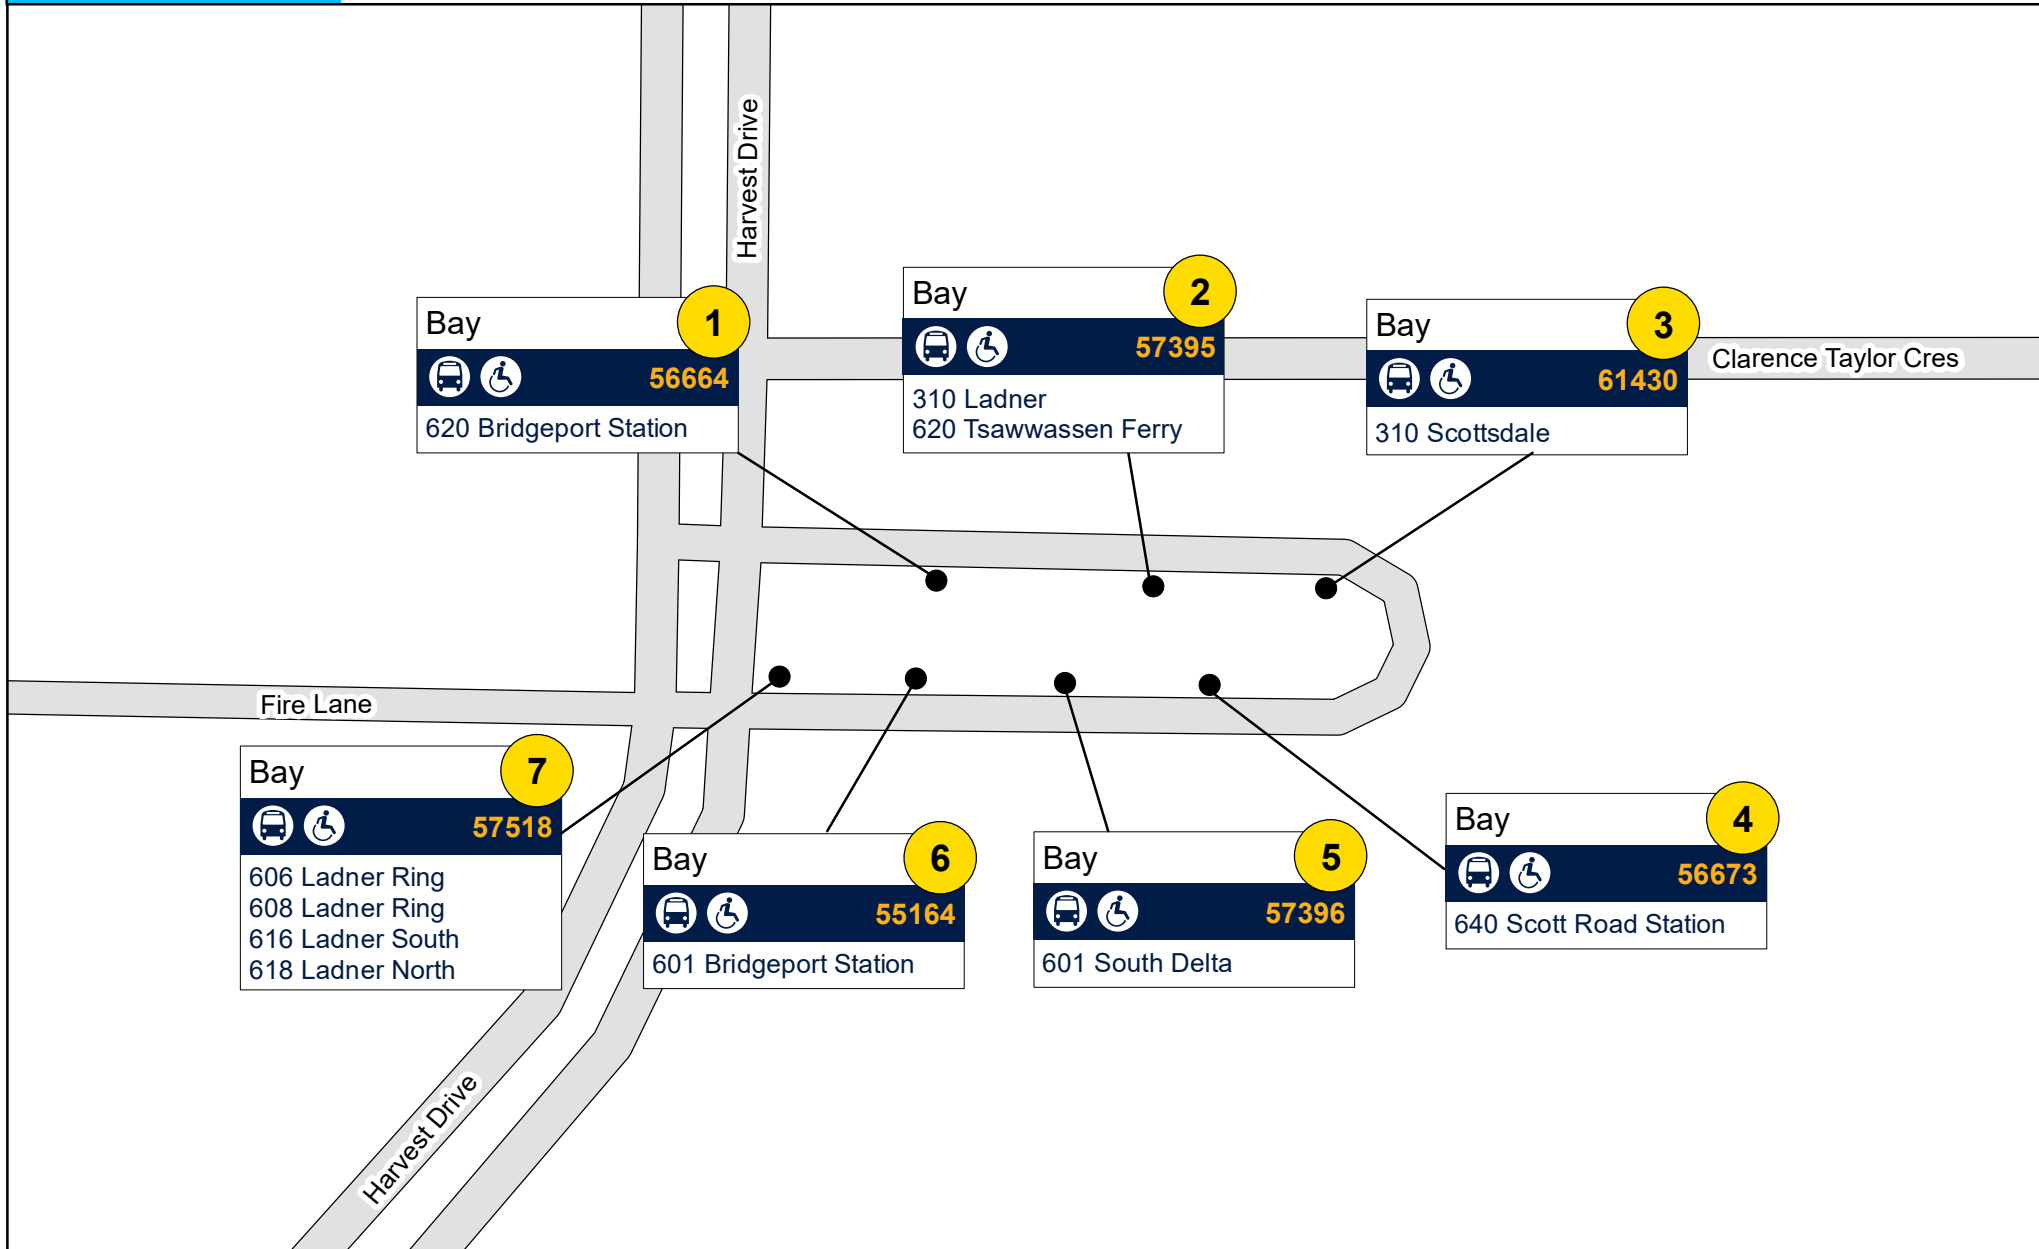 Harvest Drive
Bay
1
56664
620 Bridgeport Station
Bay
2
57395
310 Ladner
620 Tsawwassen Ferry
Bay
3
61430
310 Scottsdale
Clarence Taylor Cres
Fire Lane
Bay
7
57518
606 Ladner Ring
608 Ladner Ring
616 Ladner South
618 Ladner North
Bay
6
55164
601 Bridgeport Station
Bay
5
57396
601 South Delta
Bay
4
56673
640 Scott Road Station
Harvest Drive